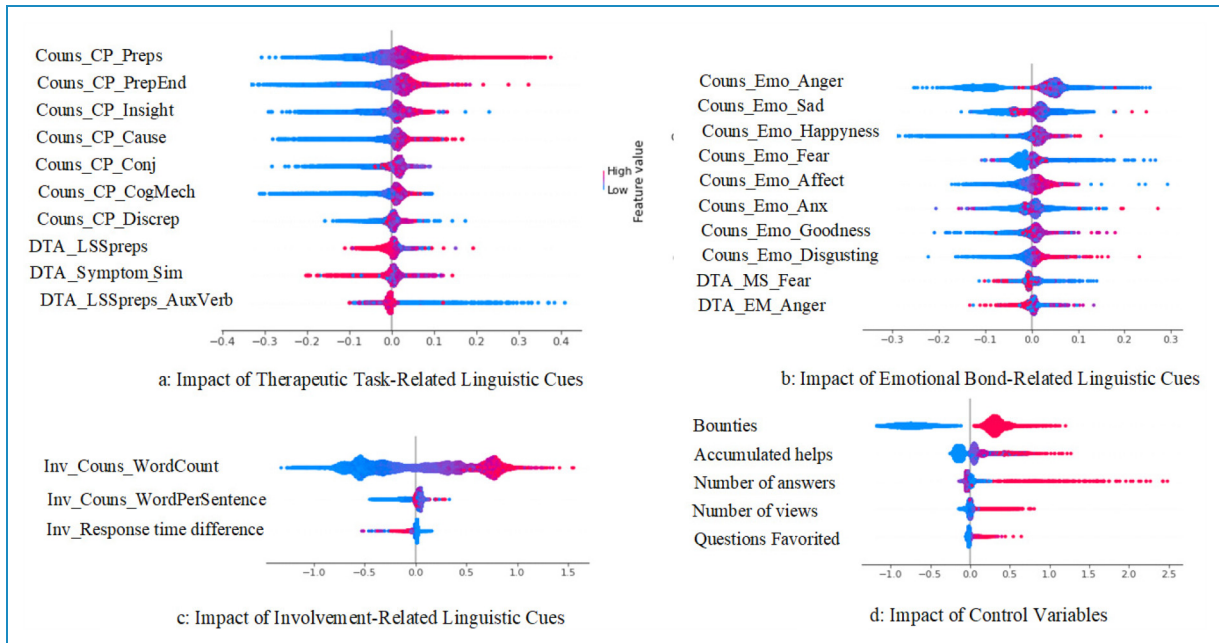 Couns_CP_Preps
Couns_CP_PrepEnd
Couns_CP_Insight
Couns_CP_Cause
Couns_CP_Conj
Couns_CP_CogMech
Couns_CP_Discrep
DTA_LSSpreps
DTA_Symptom_Sim
DTA_LSSpreps_AuxVerb
−0.4 −0.3 −0.2 −0.1 0.0 0.1 0.2 0.3 0.4
a: Impact of Therapeutic Task-Related Linguistic Cues
High
Low
Feature value
Couns_Emo_Anger
Couns_Emo_Sad
Couns_Emo_Happyness
Couns_Emo_Fear
Couns_Emo_Affect
Couns_Emo_Anx
Couns_Emo_Goodness
Couns_Emo_Disgusting
DTA_MS_Fear
DTA_EM_Anger
−0.3 −0.2 −0.1 0.0 0.1 0.2 0.3
b: Impact of Emotional Bond-Related Linguistic Cues
Inv_Couns_WordCount
Inv_Couns_WordPerSentence
Inv_Response time difference
−1.0 −0.5 0.0 0.5 1.0 1.5
c: Impact of Involvement-Related Linguistic Cues
Bounties
Accumulated helps
Number of answers
Number of views
Questions Favorited
−1.0 −0.5 0.0 0.5 1.0 1.5 2.0 2.5
d: Impact of Control Variables